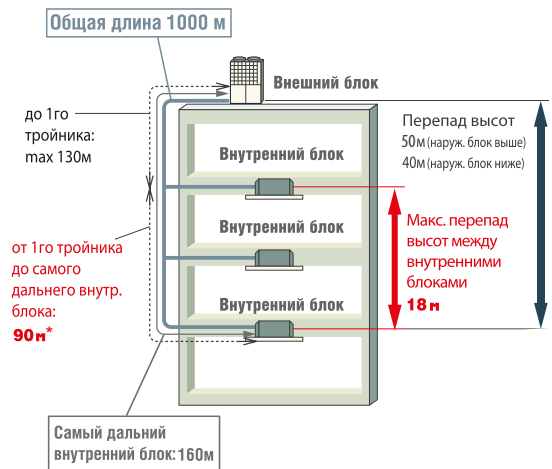 Общая длина 1000 м
Внешний блок
до 1го
тройника:
max 130м
Перепад высот
50м (наруж. блок выше)
40м (наруж. блок ниже)
Внутренний блок
Внутренний блок
Внутренний блок
от 1го тройника
до самого
дальнего внутр.
блока:
90м*
Макс. перепад
высот между
внутренними
блоками
18 м
Самый дальний
внутренний блок: 160м